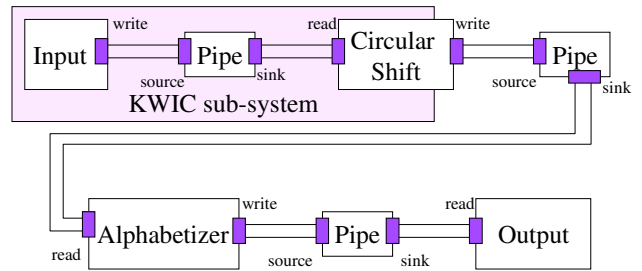 write
read
write
Input
Pipe
Circular
Shift
Pipe
source
sink
source
sink
KWIC sub-system
write
read
Alphabetizer
Pipe
Output
read
source
sink